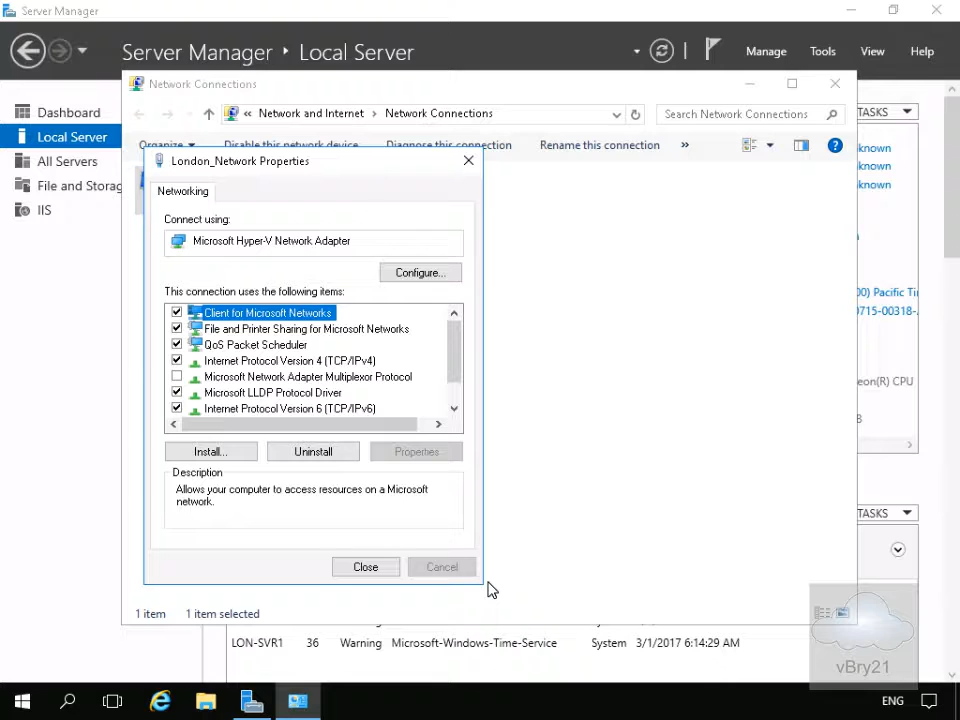 Server Manager
Server Manager
Local Server
Manage
Tools
View
Help
Network Connections
Dashboard
Local Server
All Servers
File and Storag
IIS
Network and Internet
Network Connections
Search Network Connections
Organize
Disable this network device
Diagnose this connection
Rename this connection
»
TASKS
known
known
known
London_Network Properties
Networking
Connect using:
Microsoft Hyper-V Network Adapter
Configure...
This connection uses the following items:
Client for Microsoft Networks
File and Printer Sharing for Microsoft Networks
QoS Packet Scheduler
Internet Protocol Version 4 (TCP/IPv4)
Microsoft Network Adapter Multiplexor Protocol
Microsoft LLDP Protocol Driver
Internet Protocol Version 6 (TCP/IPv6)
Install...
Uninstall
Properties
Description
Allows your computer to access resources on a Microsoft
network.
Close
Cancel
00) Pacific Tir
0715-00318-
eon(R) CPU
TASKS
1 item
1 item selected
LON-SVR1 36 Warning Microsoft-Windows-Time-Service System 3/1/2017 6:14:29 AM
vBry21
ENG